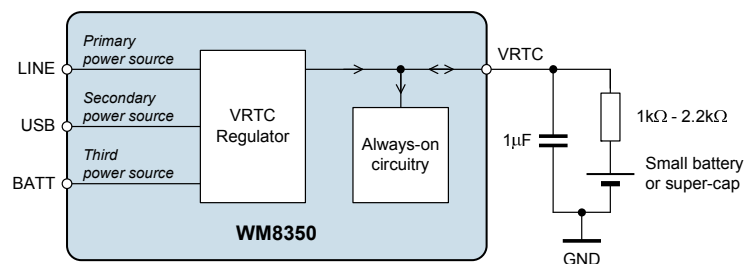 Primary
power source
LINE
Secondary
power source
USB
Third
power source
BATT
VRTC
Regulator
Always-on
circuitry
WM8350
VRTC
1µF
1kΩ - 2.2kΩ
Small battery
or super-cap
GND